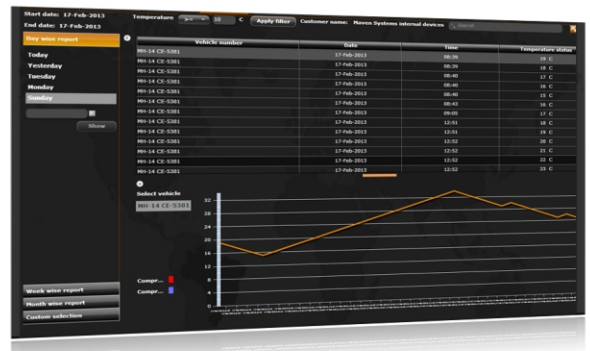 Start date: 17-Feb-2013
End date: 17-Feb-2013
Temperature >= 10 C Apply filter Customer name: Maven Systems internal devices Search
Day wise report
Today
Yesterday
Tuesday
Monday
Sunday
Show
Vehicle number Date Time Temperature status
MH-14 CE-5381 17-Feb-2013 08:39 19 C
MH-14 CE-5381 17-Feb-2013 08:39 18 C
MH-14 CE-5381 17-Feb-2013 08:40 17 C
MH-14 CE-5381 17-Feb-2013 08:40 16 C
MH-14 CE-5381 17-Feb-2013 08:40 15 C
MH-14 CE-5381 17-Feb-2013 08:43 16 C
MH-14 CE-5381 17-Feb-2013 09:05 17 C
MH-14 CE-5381 17-Feb-2013 12:51 18 C
MH-14 CE-5381 17-Feb-2013 12:51 19 C
MH-14 CE-5381 17-Feb-2013 12:52 20 C
MH-14 CE-5381 17-Feb-2013 12:52 21 C
MH-14 CE-5381 17-Feb-2013 12:52 22 C
MH-14 CE-5381 17-Feb-2013 12:52 23 C
Select vehicle
MH-14 CE-5381
32
28
24
20
16
12
8
4
0
Compr...
Compr...
Week wise report
Month wise report
Custom selection